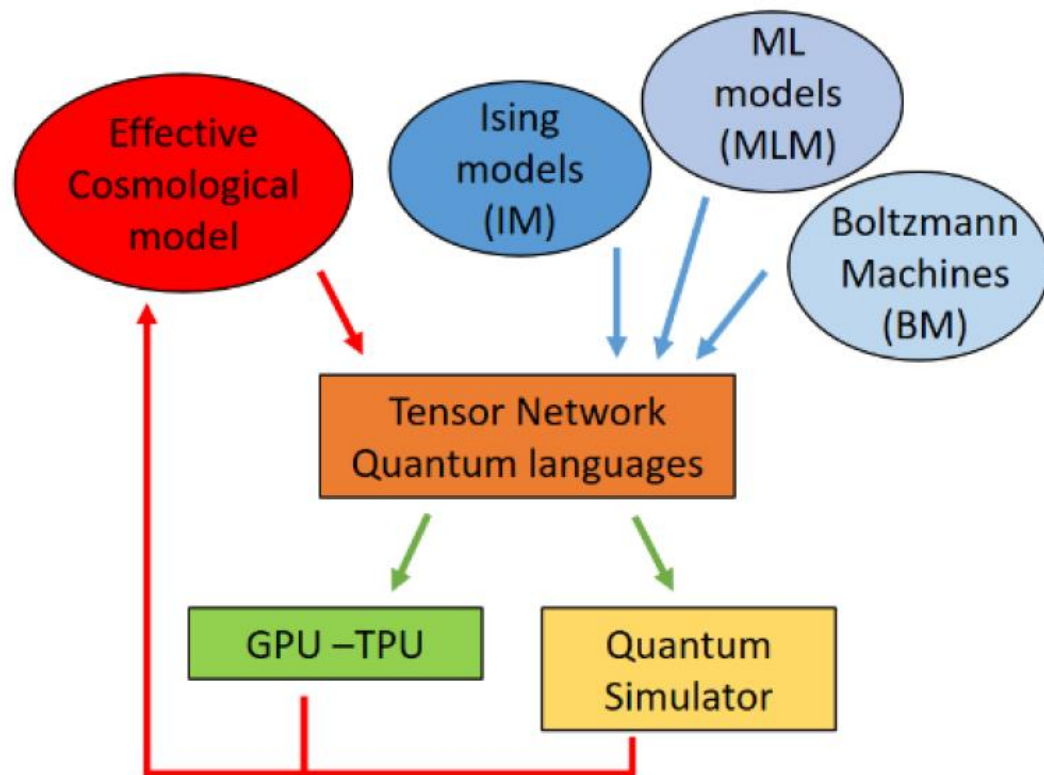 Effective
Cosmological
model
Ising
models
(IM)
ML
models
(MLM)
Boltzmann
Machines
(BM)
Tensor Network
Quantum languages
GPU –TPU
Quantum
Simulator